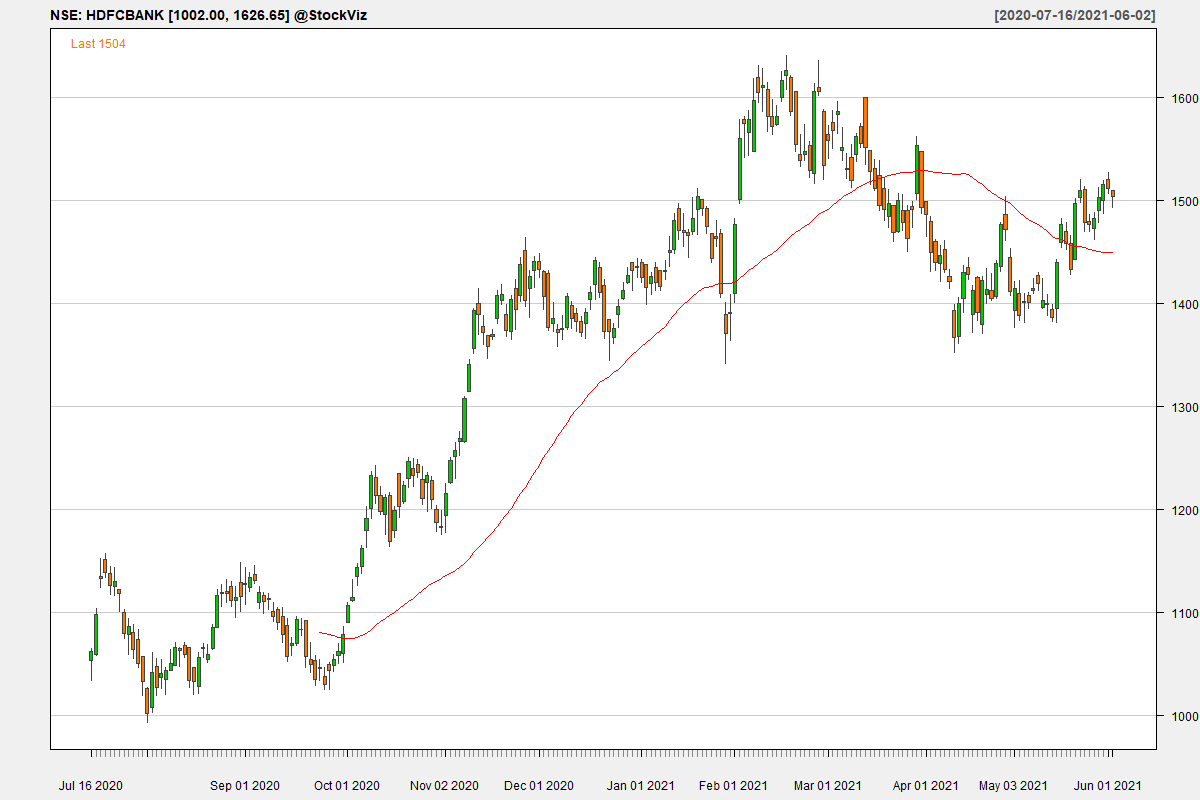 NSE: HDFCBANK [1002.00, 1626.65] @StockViz
[2020-07-16/2021-06-02]
Last 1504
1600
1500
1400
1300
1200
1100
1000
Jul 16 2020
Sep 01 2020
Oct 01 2020
Nov 02 2020
Dec 01 2020
Jan 01 2021
Feb 01 2021
Mar 01 2021
Apr 01 2021
May 03 2021
Jun 01 2021